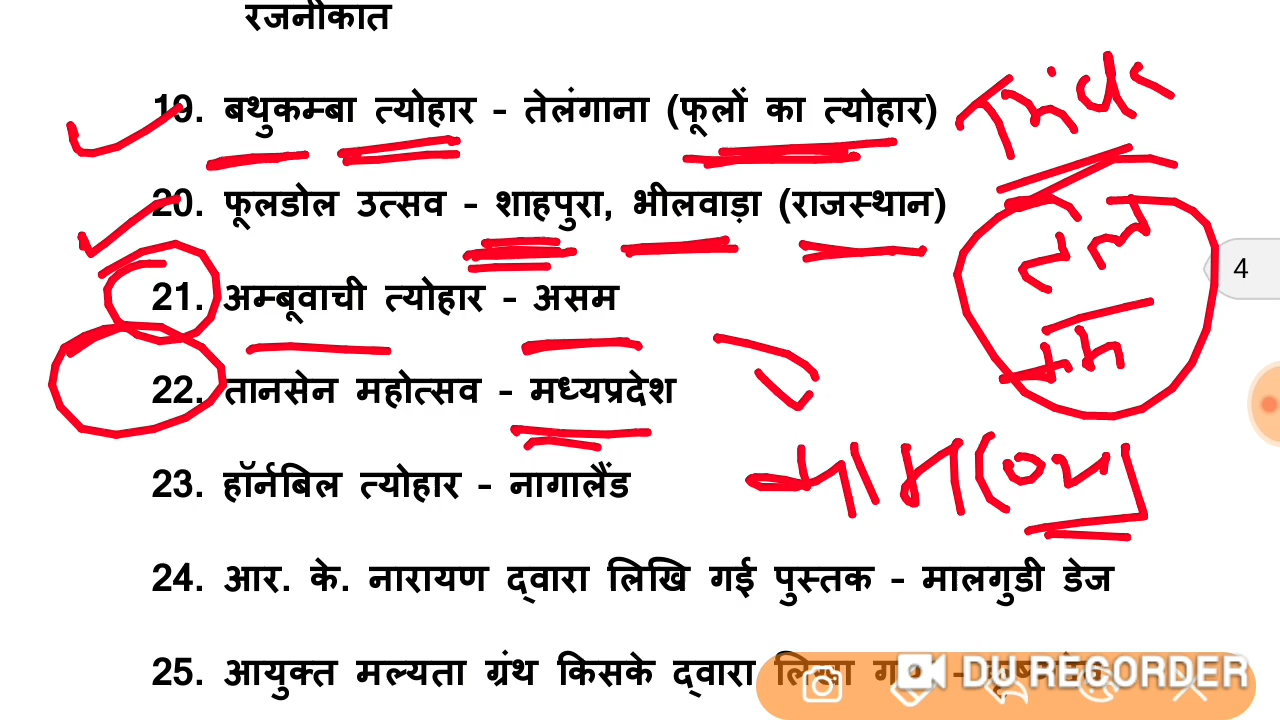 रजनीकात
19. बथुकम्बा त्योहार - तेलंगाना (फूलों का त्योहार)
Trick
20. फूलडोल उत्सव - शाहपुरा, भीलवाड़ा (राजस्थान)
4
21. अम्बूवाची त्योहार - असम
22. तानसेन महोत्सव - मध्यप्रदेश
23. हॉर्नबिल त्योहार - नागालैंड
24. आर. के. नारायण द्वारा लिखि गई पुस्तक - मालगुडी डेज
25. आयुक्त मल्यता ग्रंथ किसके द्वारा
DU RECORDER